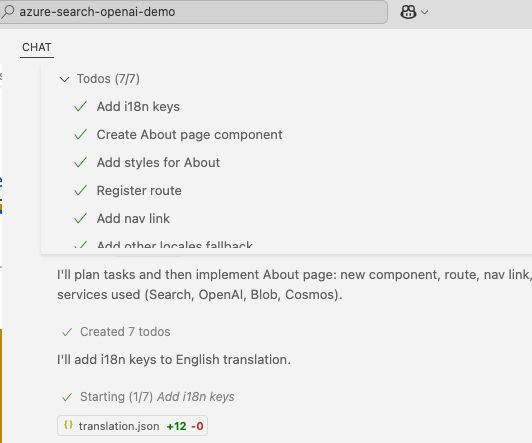 azure-search-openai-demo
CHAT
Todos (7/7)
Add i18n keys
Create About page component
Add styles for About
Register route
Add nav link
Add other locales fallback
I'll plan tasks and then implement About page: new component, route, nav link,
services used (Search, OpenAI, Blob, Cosmos).
Created 7 todos
I'll add i18n keys to English translation.
Starting (1/7) Add i18n keys
{} translation.json +12 -0